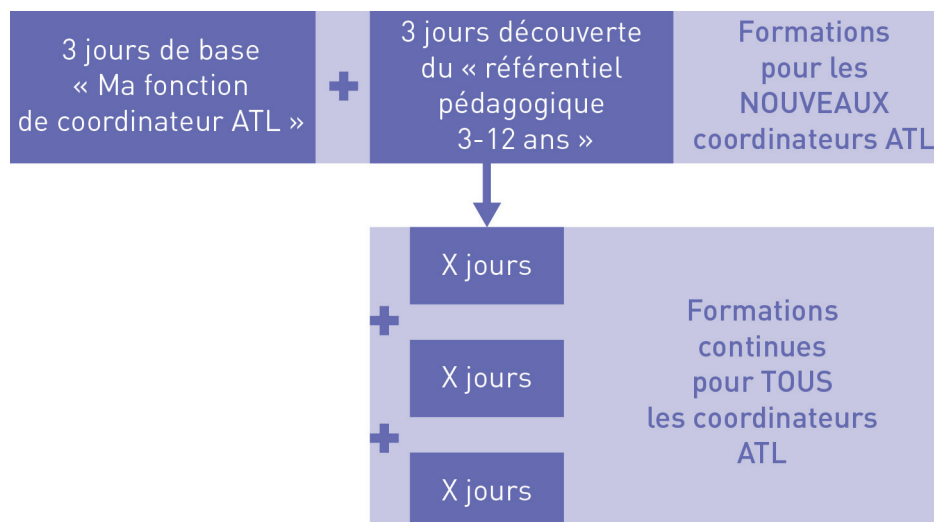 3 jours de base
« Ma fonction
de coordinateur ATL »
+
3 jours découverte
du « référentiel
pédagogique
3-12 ans »
Formations
pour les
NOUVEAUX
coordinateurs ATL
X jours
+
X jours
+
X jours
Formations
continues
pour TOUS
les coordinateurs
ATL